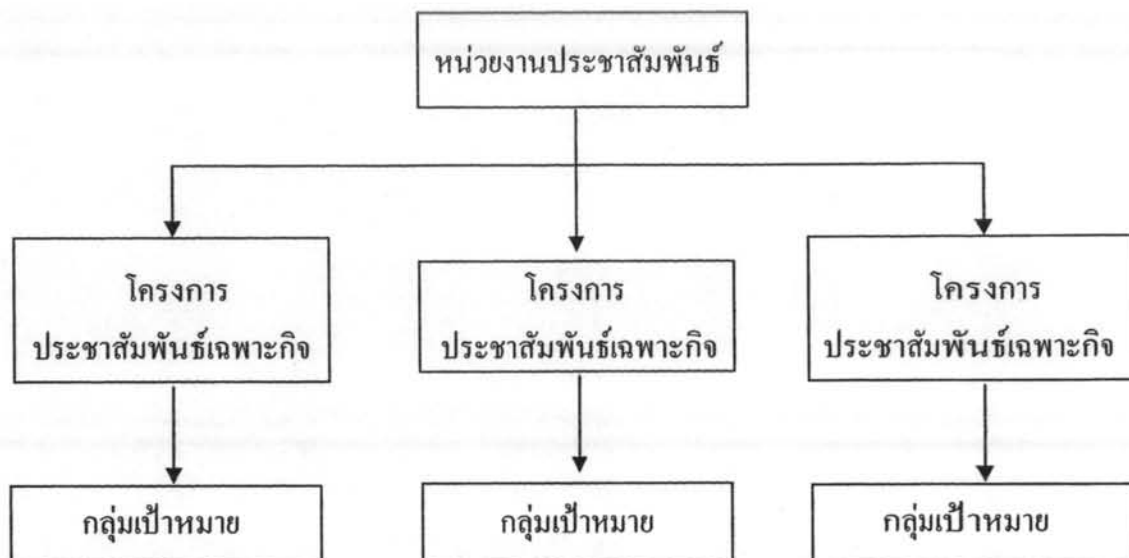 หน่วยงานประชาสัมพันธ์
โครงการ
ประชาสัมพันธ์เฉพาะกิจ
โครงการ
ประชาสัมพันธ์เฉพาะกิจ
โครงการ
ประชาสัมพันธ์เฉพาะกิจ
กลุ่มเป้าหมาย
กลุ่มเป้าหมาย
กลุ่มเป้าหมาย